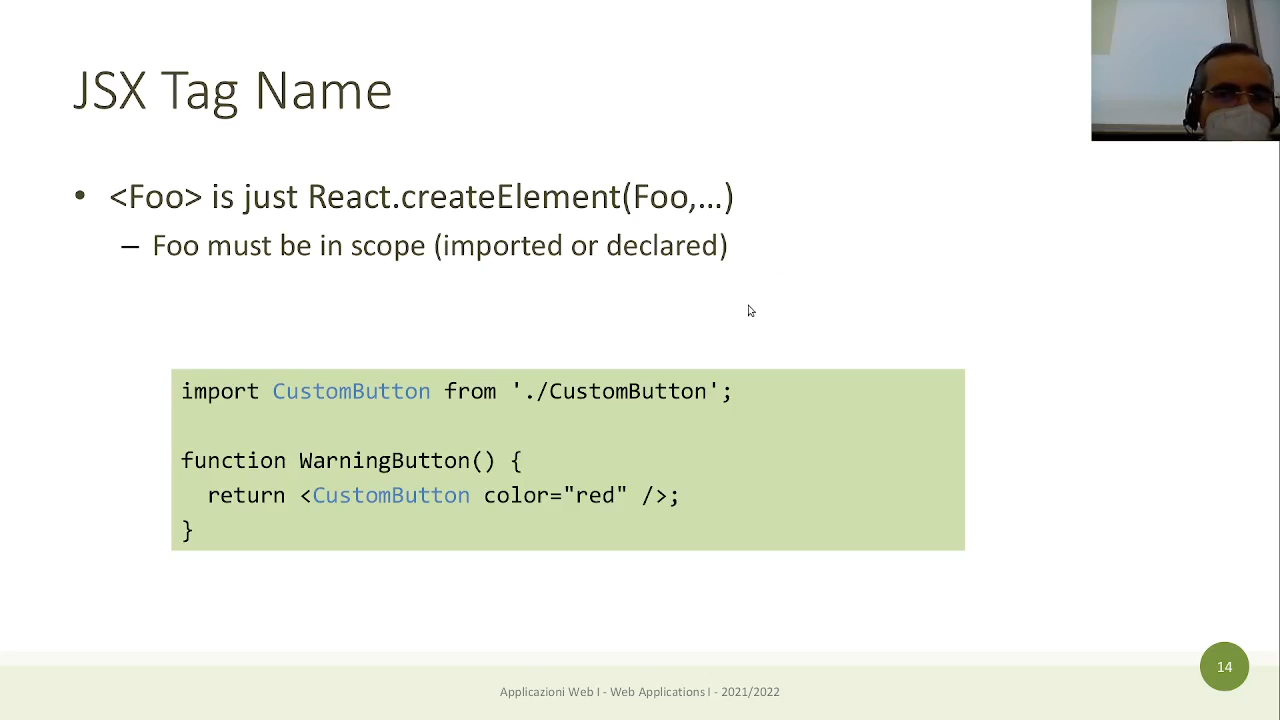 JSX Tag Name
• <Foo> is just React.createElement(Foo,…)
– Foo must be in scope (imported or declared)
import CustomButton from './CustomButton';
function WarningButton() {
  return <CustomButton color="red" />;
}
14
Applicazioni Web I - Web Applications I - 2021/2022